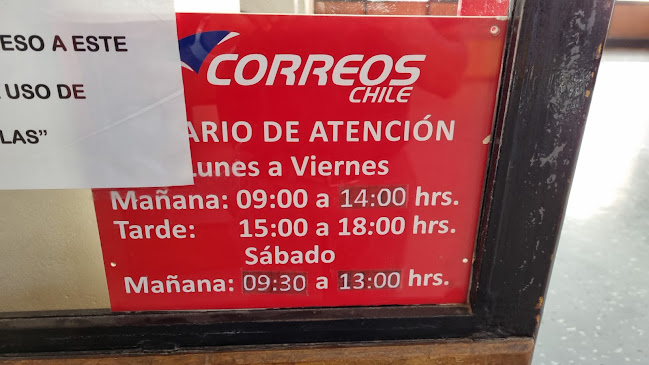 ESO A ESTE
USO DE
LAS”
CORREOS
CHILE
ARIO DE ATENCIÓN
Lunes a Viernes
Mañana: 09:00 a 14:00 hrs.
Tarde: 15:00 a 18:00 hrs.
Sábado
Mañana: 09:30 a 13:00 hrs.